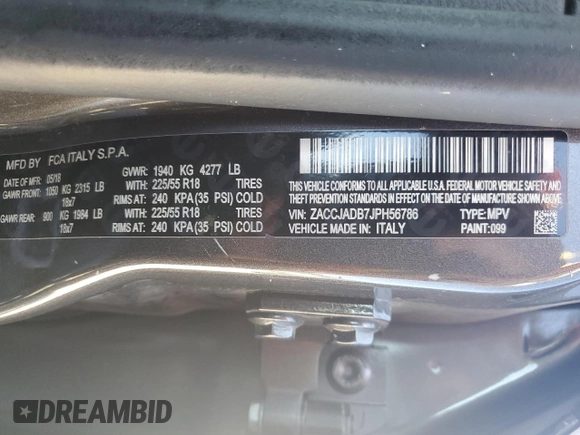 MFD BY FCA ITALY S.P.A.
DATE OF MFD: 05/18 GVWR: 1940 KG 4277 LB
GAWR FRONT: 1050 KG 2315 LB WITH: 225/55 R18 TIRES
18x7 RIMS AT: 240 KPA (35 PSI) COLD
GAWR REAR: 900 KG 1984 LB WITH: 225/55 R18 TIRES
18x7 RIMS AT: 240 KPA (35 PSI) COLD
THIS VEHICLE CONFORMS TO ALL APPLICABLE U.S.A. FEDERAL
MOTOR VEHICLE SAFETY, BUMPER, AND THEFT
PREVENTION STANDARDS IN EFFECT ON THE DATE OF
MANUFACTURE SHOWN ABOVE.
VIN: ZACCJADB7JPH56786 TYPE: MPV
VEHICLE MADE IN: ITALY PAINT: 099
DREAMBID